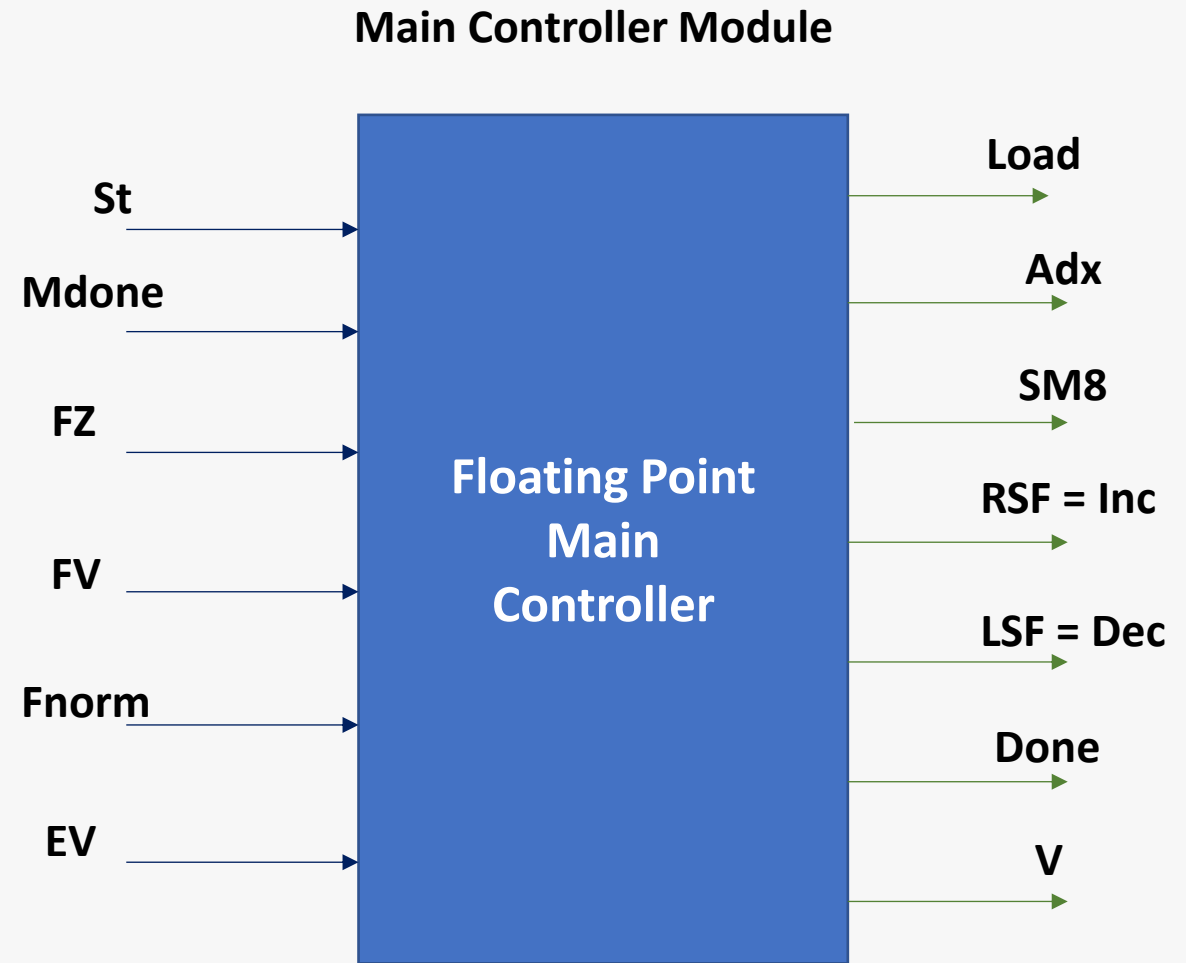 Main Controller Module
St
Mdone
FZ
FV
Fnorm
EV
Floating Point
Main
Controller
Load
Adx
SM8
RSF = Inc
LSF = Dec
Done
V